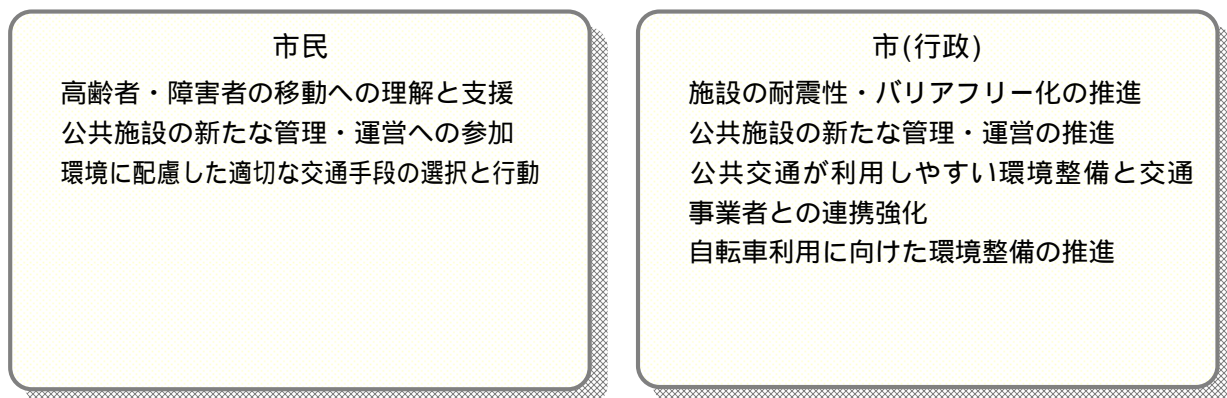 市民
高齢者・障害者の移動への理解と支援
公共施設の新たな管理・運営への参加
環境に配慮した適切な交通手段の選択と行動
市(行政)
施設の耐震性・バリアフリー化の推進
公共施設の新たな管理・運営の推進
公共交通が利用しやすい環境整備と交通
事業者との連携強化
自転車利用に向けた環境整備の推進